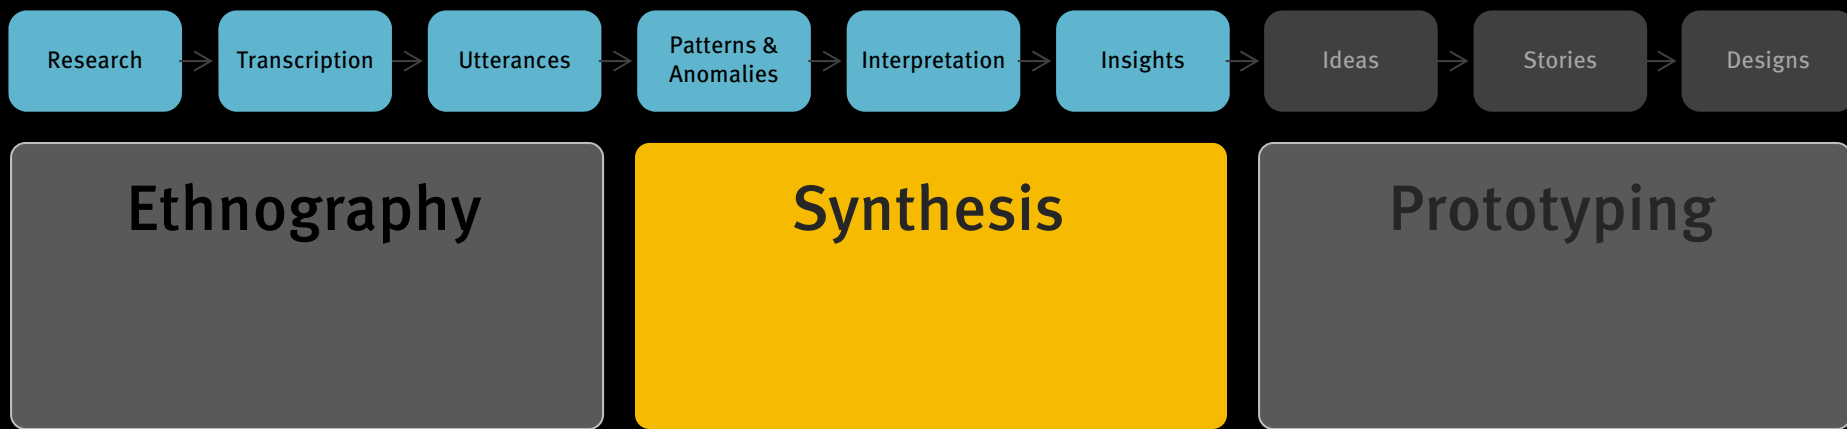 Research
Transcription
Utterances
Patterns &
Anomalies
Interpretation
Insights
Ideas
Stories
Designs
Ethnography
Synthesis
Prototyping